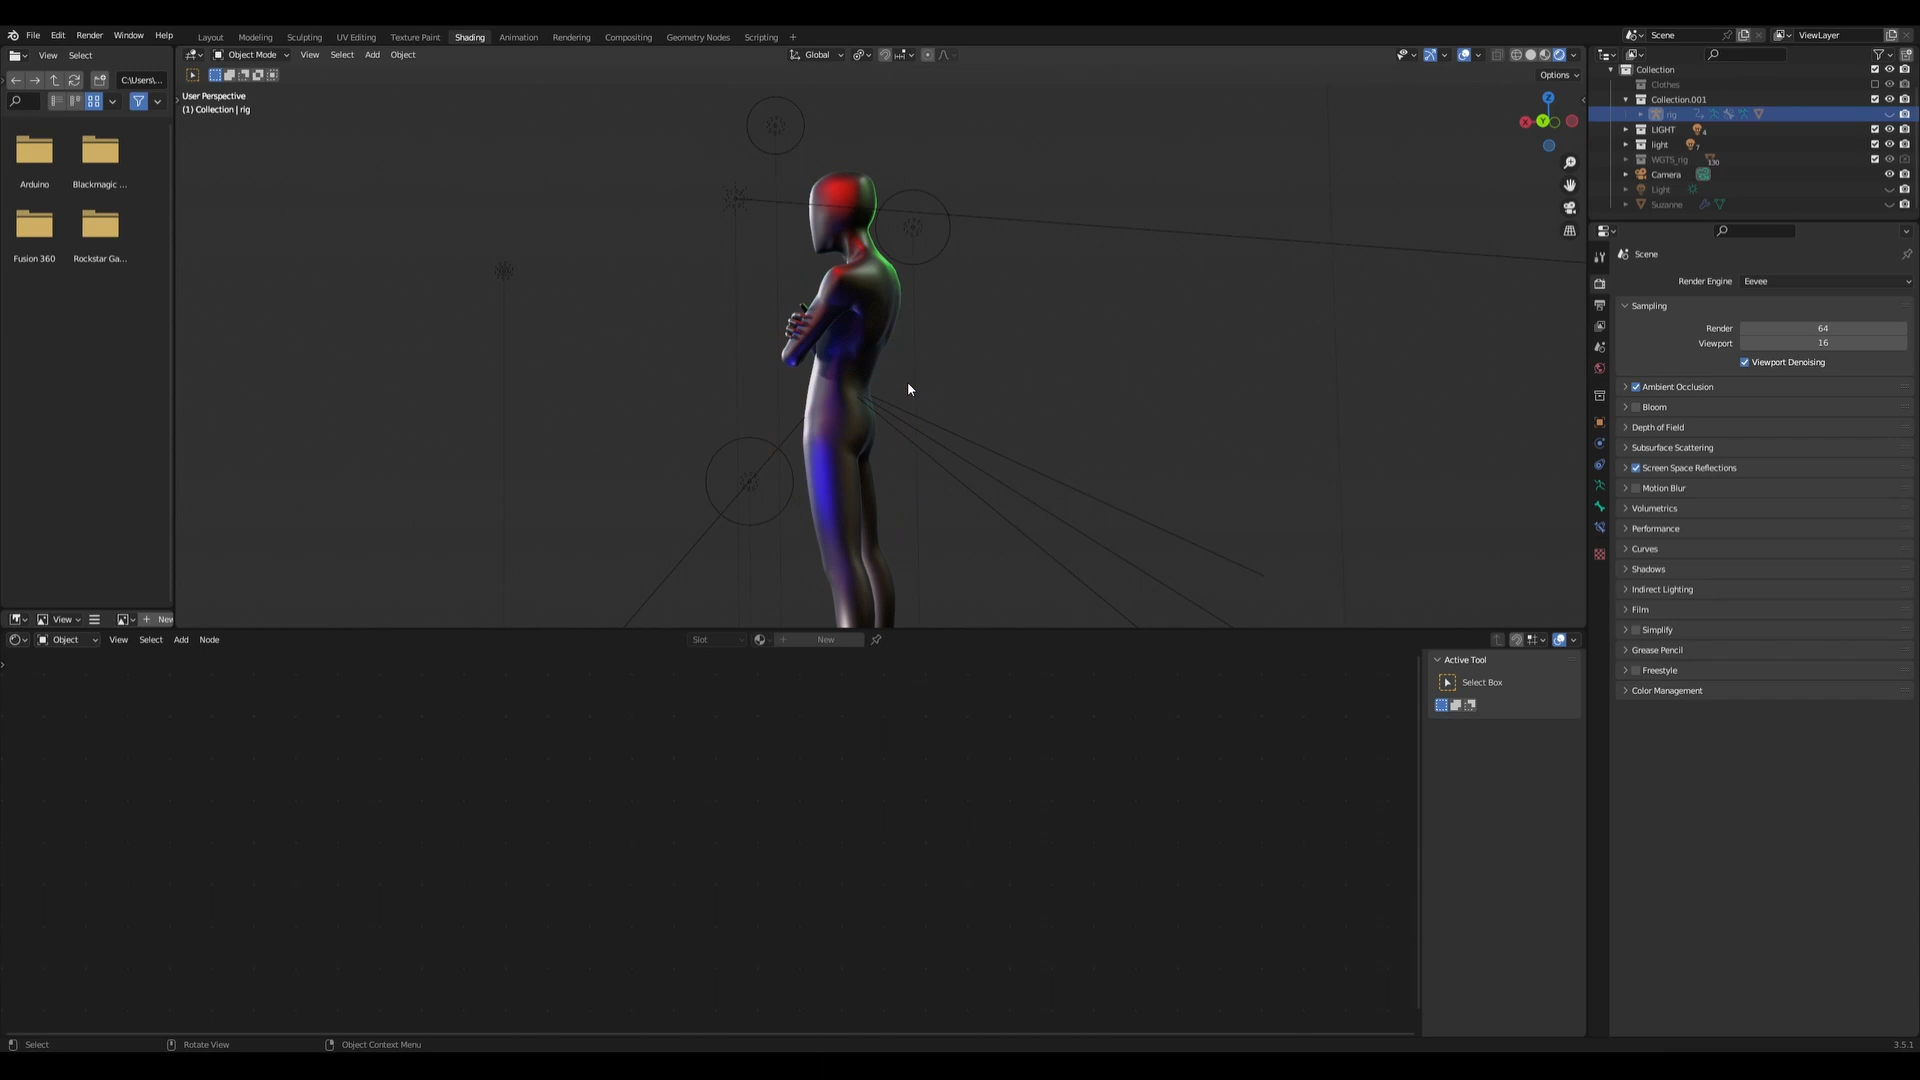 File Edit Render Window Help
Layout Modeling Sculpting UV Editing Texture Paint Shading Animation Rendering Compositing Geometry Nodes Scripting +
Scene
ViewLayer
View Select
Object Mode View Select Add Object
Global
C:\Users\...
Options
User Perspective
(1) Collection | rig
Z
Y
X
Arduino
Blackmagic ...
Fusion 360
Rockstar Ga...
Collection
Clothes
Collection.001
rig
LIGHT 4
light 7
WGTS_rig 130
Camera
Light
Suzanne
Scene
Render Engine Eevee
Sampling
Render 64
Viewport 16
Viewport Denoising
Ambient Occlusion
Bloom
Depth of Field
Subsurface Scattering
Screen Space Reflections
Motion Blur
Volumetrics
Performance
Curves
Shadows
Indirect Lighting
Film
Simplify
Grease Pencil
Freestyle
Color Management
View
+ New
Object View Select Add Node
Slot
+ New
Active Tool
Select Box
Select
Rotate View
Object Context Menu
3.5.1